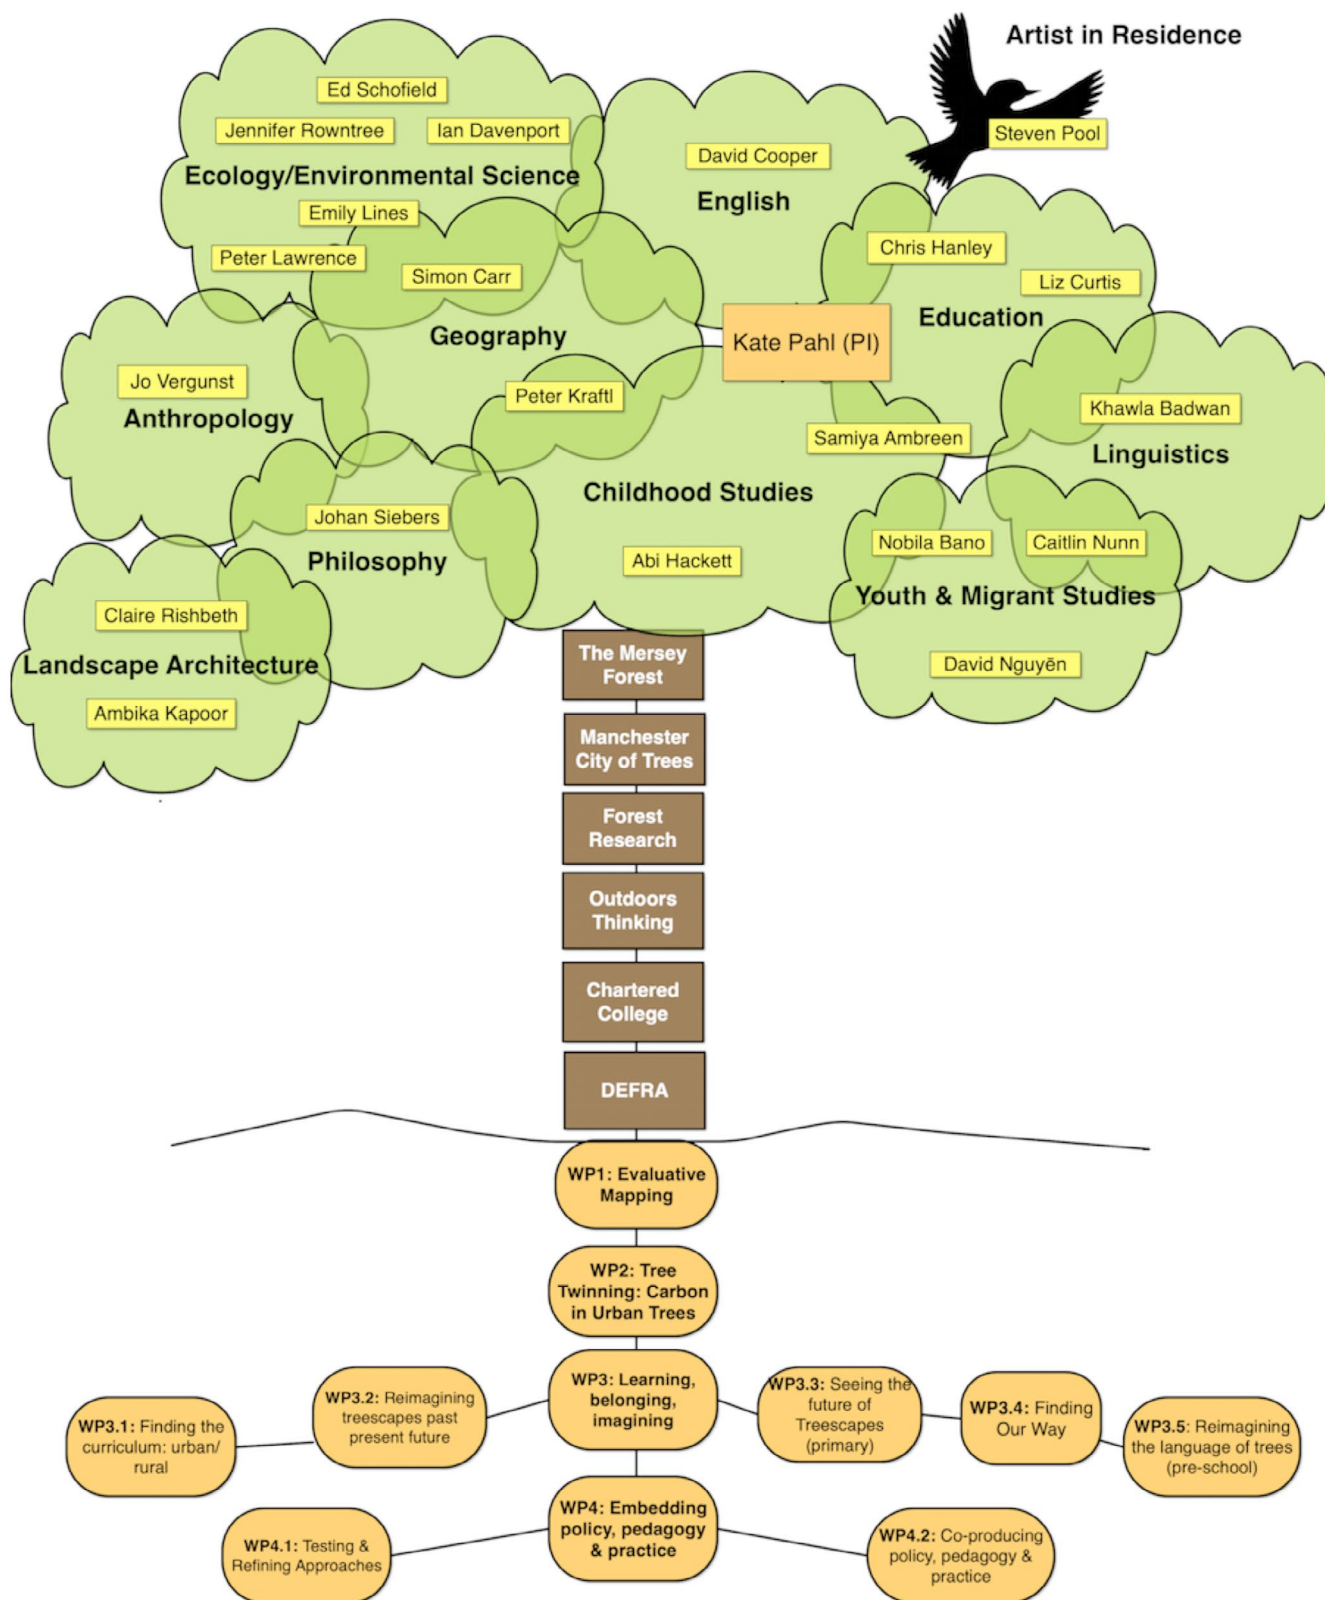 Artist in Residence
Steven Pool
Ed Schofield
Jennifer Rowntree
Ian Davenport
Ecology/Environmental Science
Emily Lines
Peter Lawrence
Simon Carr
Geography
David Cooper
English
Chris Hanley
Liz Curtis
Education
Kate Pahl (PI)
Jo Vergunst
Anthropology
Peter Kraftl
Samiya Ambreen
Khawla Badwan
Linguistics
Childhood Studies
Abi Hackett
Johan Siebers
Philosophy
Nobila Bano
Caitlin Nunn
Youth & Migrant Studies
David Nguyēn
Claire Rishbeth
Landscape Architecture
Ambika Kapoor
The Mersey
Forest
Manchester
City of Trees
Forest
Research
Outdoors
Thinking
Chartered
College
DEFRA
WP1: Evaluative
Mapping
WP2: Tree
Twinning: Carbon
in Urban Trees
WP3: Learning,
belonging,
imagining
WP3.1: Finding the
curriculum: urban/
rural
WP3.2: Reimagining
treescapes past
present future
WP3.3: Seeing the
future of
Treescapes
(primary)
WP3.4: Finding
Our Way
WP3.5: Reimagining
the language of trees
(pre-school)
WP4: Embedding
policy, pedagogy
& practice
WP4.1: Testing &
Refining Approaches
WP4.2: Co-producing
policy, pedagogy &
practice